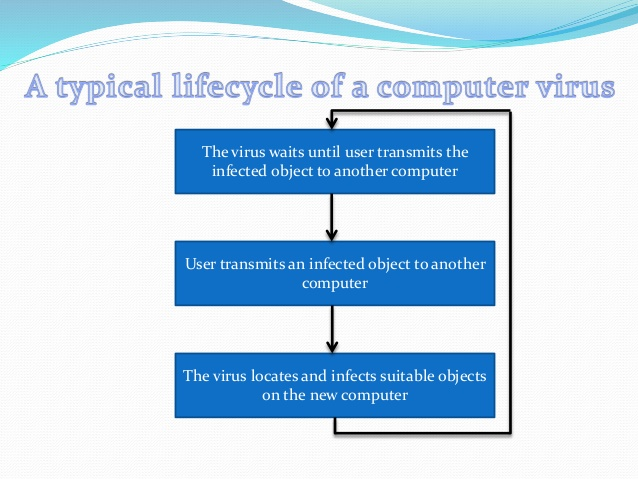 A typical lifecycle of a computer virus
The virus waits until user transmits the
infected object to another computer
User transmits an infected object to another
computer
The virus locates and infects suitable objects
on the new computer